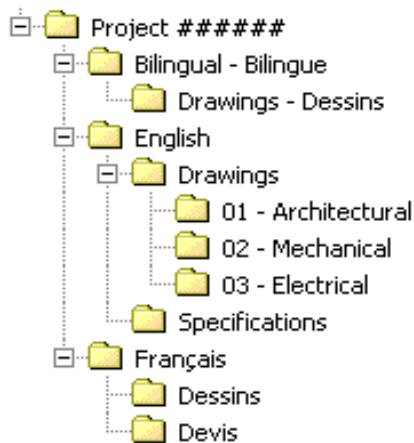 Project ######
Bilingual - Bilingue
Drawings - Dessins
English
Drawings
01 - Architectural
02 - Mechanical
03 - Electrical
Specifications
Français
Dessins
Devis